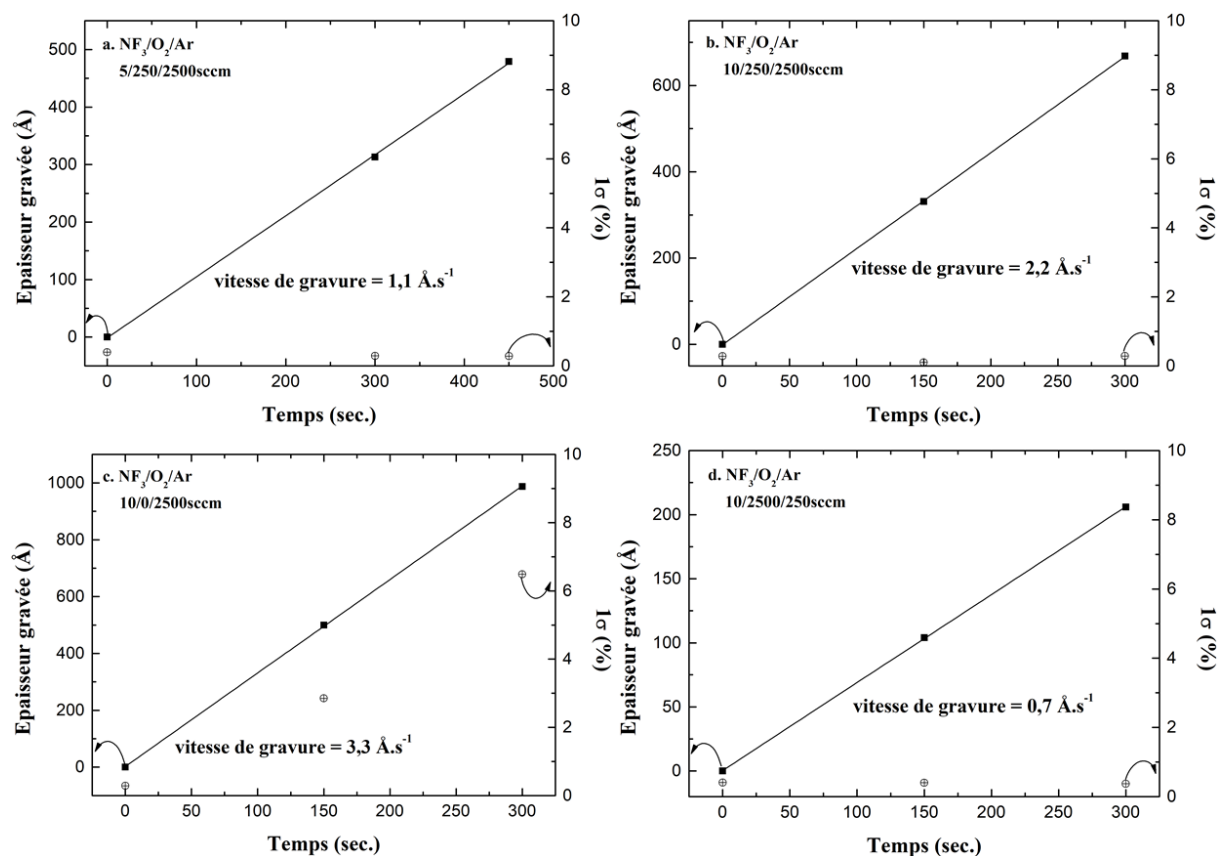 a. NF3/O2/Ar
5/250/2500sccm
Epaisseur gravée (Å)
500
400
300
200
100
0
10
8
6
4
2
0
1σ (%)
vitesse de gravure = 1,1 Å.s-1
0 100 200 300 400 500
Temps (sec.)
b. NF3/O2/Ar
10/250/2500sccm
Epaisseur gravée (Å)
600
400
200
0
10
8
6
4
2
0
1σ (%)
vitesse de gravure = 2,2 Å.s-1
0 50 100 150 200 250 300
Temps (sec.)
c. NF3/O2/Ar
10/0/2500sccm
Epaisseur gravée (Å)
1000
800
600
400
200
0
10
8
6
4
2
0
1σ (%)
vitesse de gravure = 3,3 Å.s-1
0 50 100 150 200 250 300
Temps (sec.)
d. NF3/O2/Ar
10/2500/250sccm
Epaisseur gravée (Å)
250
200
150
100
50
0
10
8
6
4
2
0
1σ (%)
vitesse de gravure = 0,7 Å.s-1
0 50 100 150 200 250 300
Temps (sec.)